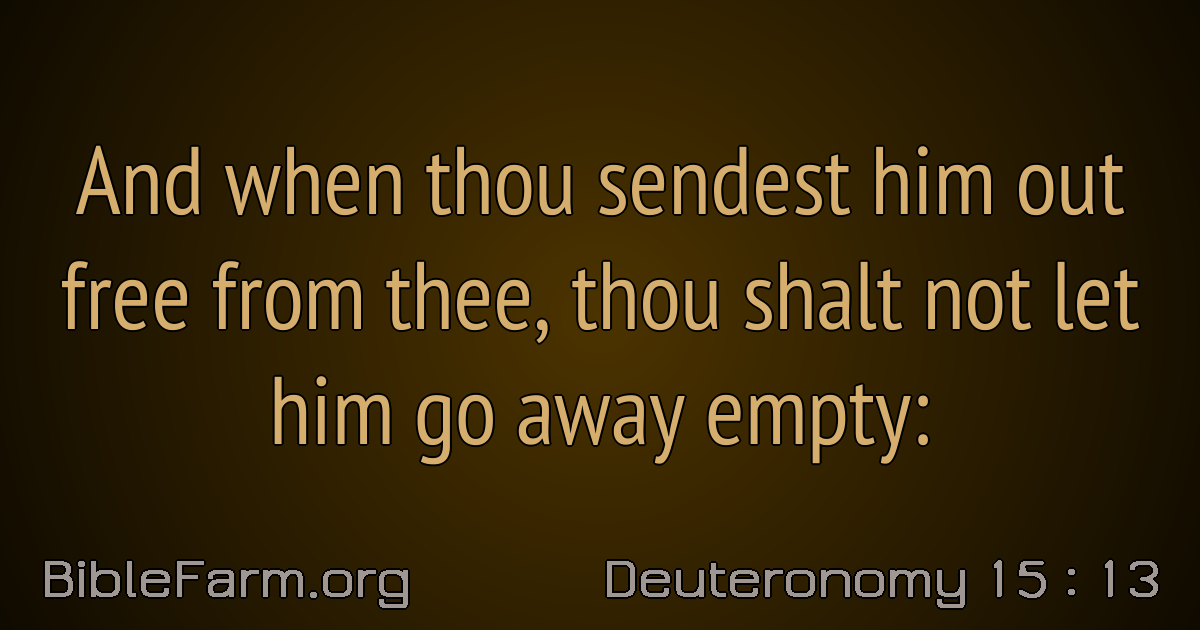 And when thou sendest him out
free from thee, thou shalt not let
him go away empty:
BibleFarm.org
Deuteronomy 15 : 13